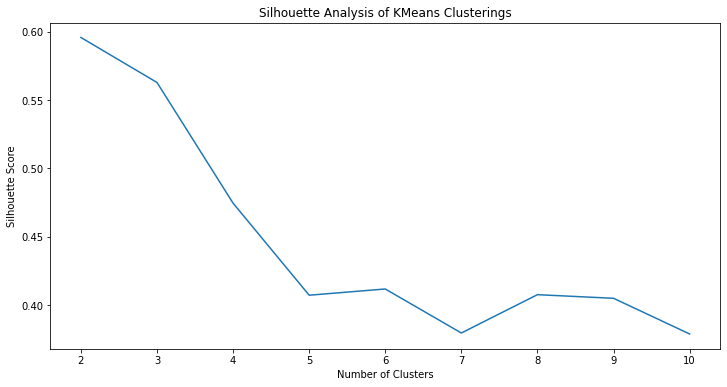 Silhouette Analysis of KMeans Clusterings
0.60
0.55
0.50
0.45
0.40
Silhouette Score
2 3 4 5 6 7 8 9 10
Number of Clusters